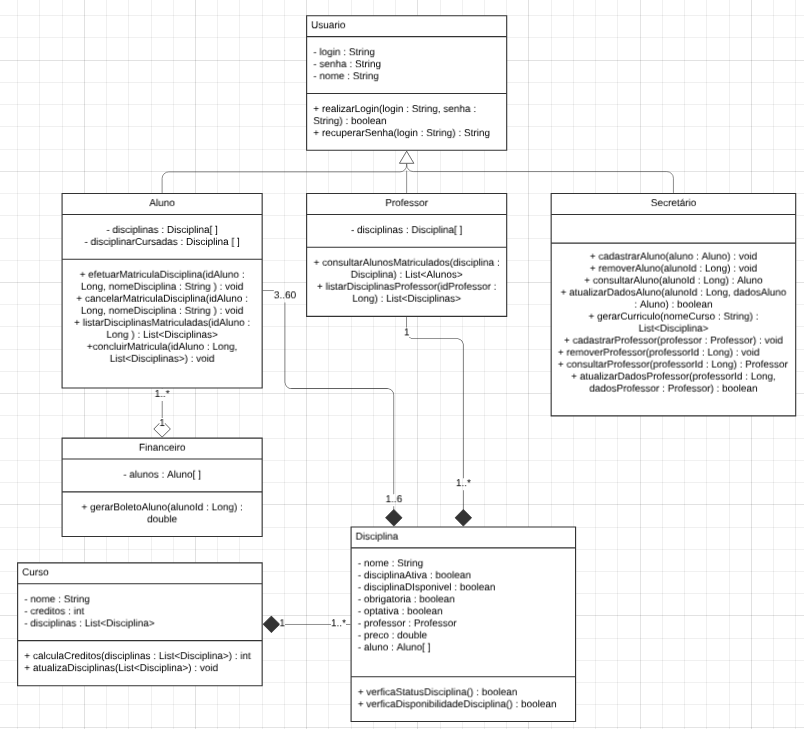 Usuario
- login : String
- senha : String
- nome : String
+ realizarLogin(login : String, senha :
String) : boolean
+ recuperarSenha(login : String) : String
Aluno
- disciplinas : Disciplina[ ]
- disciplinarCursadas : Disciplina [ ]
+ efetuarMatriculaDisciplina(idAluno :
Long, nomeDisciplina : String ) : void
+ cancelarMatriculaDisciplina(idAluno :
Long, nomeDisciplina : String ) : void
+ listarDisciplinasMatriculadas(idAluno :
Long ) : List<Disciplinas>
+concluirMatricula(idAluno : Long,
List<Disciplinas>) : void
Professor
- disciplinas : Disciplina[ ]
+ consultarAlunosMatriculados(disciplina :
Disciplina) : List<Alunos>
+ listarDisciplinasProfessor(idProfessor :
Long) : List<Disciplinas>
Secretário
+ cadastrarAluno(aluno : Aluno) : void
+ removerAluno(alunoId : Long) : void
+ consultarAluno(alunoId : Long) : Aluno
+ atualizarDadosAluno(alunoId : Long, dadosAluno
: Aluno) : boolean
+ gerarCurriculo(nomeCurso : String) :
List<Disciplina>
+ cadastrarProfessor(professor : Professor) : void
+ removerProfessor(professorId : Long) : void
+ consultarProfessor(professorId : Long) : Professor
+ atualizarDadosProfessor(professorId : Long,
dadosProfessor : Professor) : boolean
3..60
1
1..*
1
1..*
1..6
Financeiro
- alunos : Aluno[ ]
+ gerarBoletoAluno(alunoId : Long) :
double
Disciplina
- nome : String
- disciplinaAtiva : boolean
- disciplinaDIsponivel : boolean
- obrigatoria : boolean
- optativa : boolean
- professor : Professor
- preco : double
- aluno : Aluno[ ]
+ verficaStatusDisciplina() : boolean
+ verficaDisponibilidadeDisciplina() : boolean
Curso
- nome : String
- creditos : int
- disciplinas : List<Disciplina>
+ calculaCreditos(disciplinas : List<Disciplina>) : int
+ atualizaDisciplinas(List<Disciplina>) : void
1
1..*